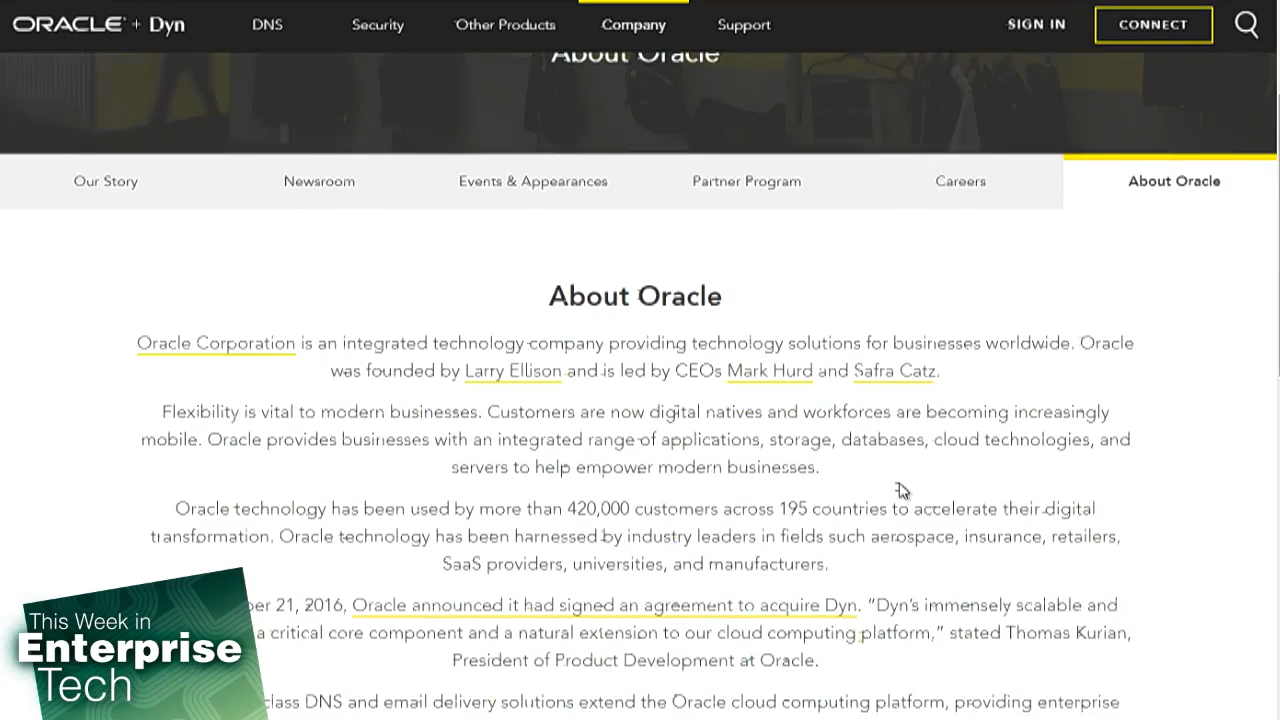 ORACLE + Dyn DNS Security Other Products Company Support SIGN IN CONNECT
About Oracle
Our Story Newsroom Events & Appearances Partner Program Careers About Oracle
About Oracle
Oracle Corporation is an integrated technology company providing technology solutions for businesses worldwide. Oracle
was founded by Larry Ellison and is led by CEOs Mark Hurd and Safra Catz.
Flexibility is vital to modern businesses. Customers are now digital natives and workforces are becoming increasingly
mobile. Oracle provides businesses with an integrated range of applications, storage, databases, cloud technologies, and
servers to help empower modern businesses.
Oracle technology has been used by more than 420,000 customers across 195 countries to accelerate their digital
transformation. Oracle technology has been harnessed by industry leaders in fields such aerospace, insurance, retailers,
SaaS providers, universities, and manufacturers.
er 21, 2016, Oracle announced it had signed an agreement to acquire Dyn. “Dyn's immensely scalable and
a critical core component and a natural extension to our cloud computing platform,” stated Thomas Kurian,
President of Product Development at Oracle.
class DNS and email delivery solutions extend the Oracle cloud computing platform, providing enterprise
This Week in
Enterprise
Tech